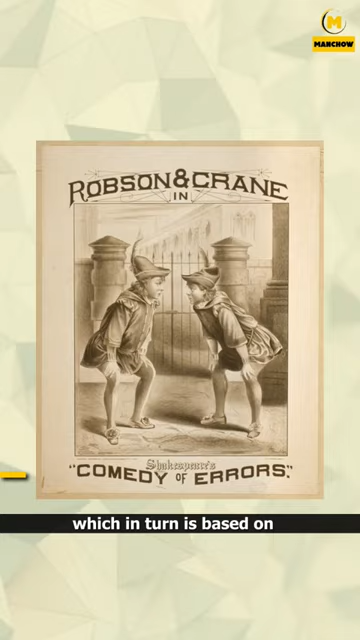 M
MANCHOW
ROBSON & CRANE
IN
Shakespeare's
"COMEDY OF ERRORS."
which in turn is based on